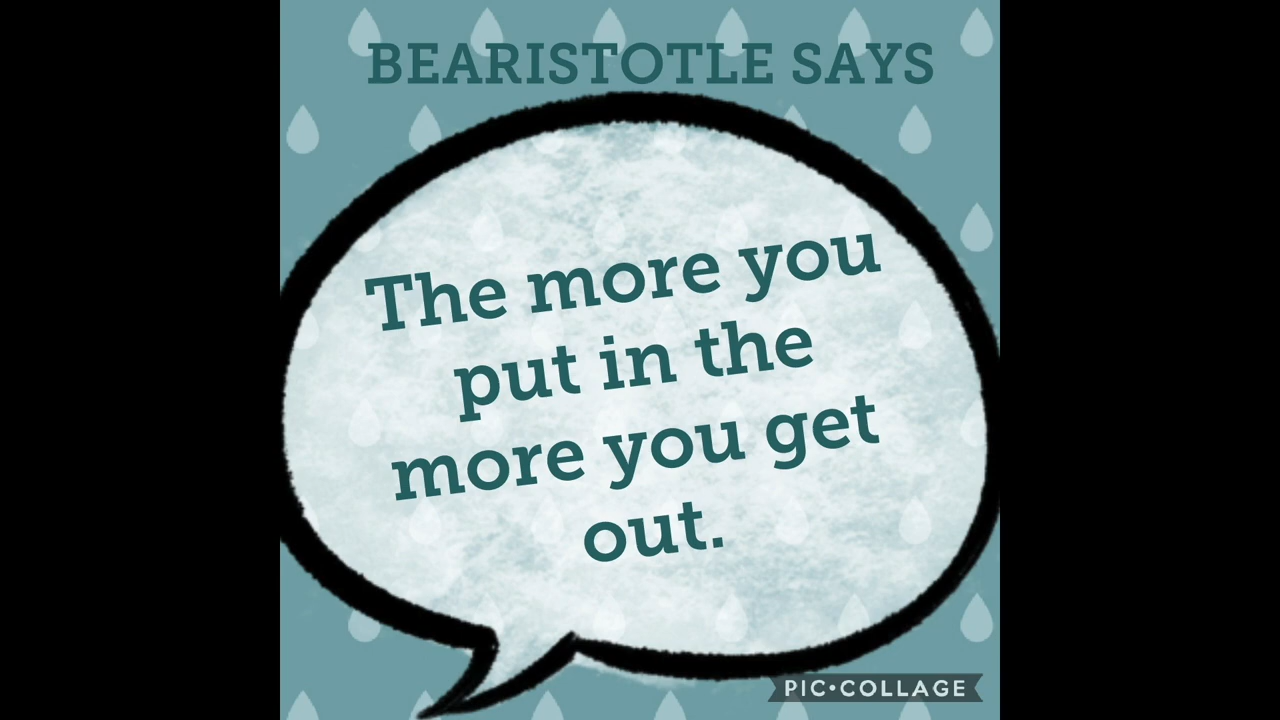 BEARISTOTLE SAYS
The more you
put in the
more you get
out.
PIC•COLLAGE